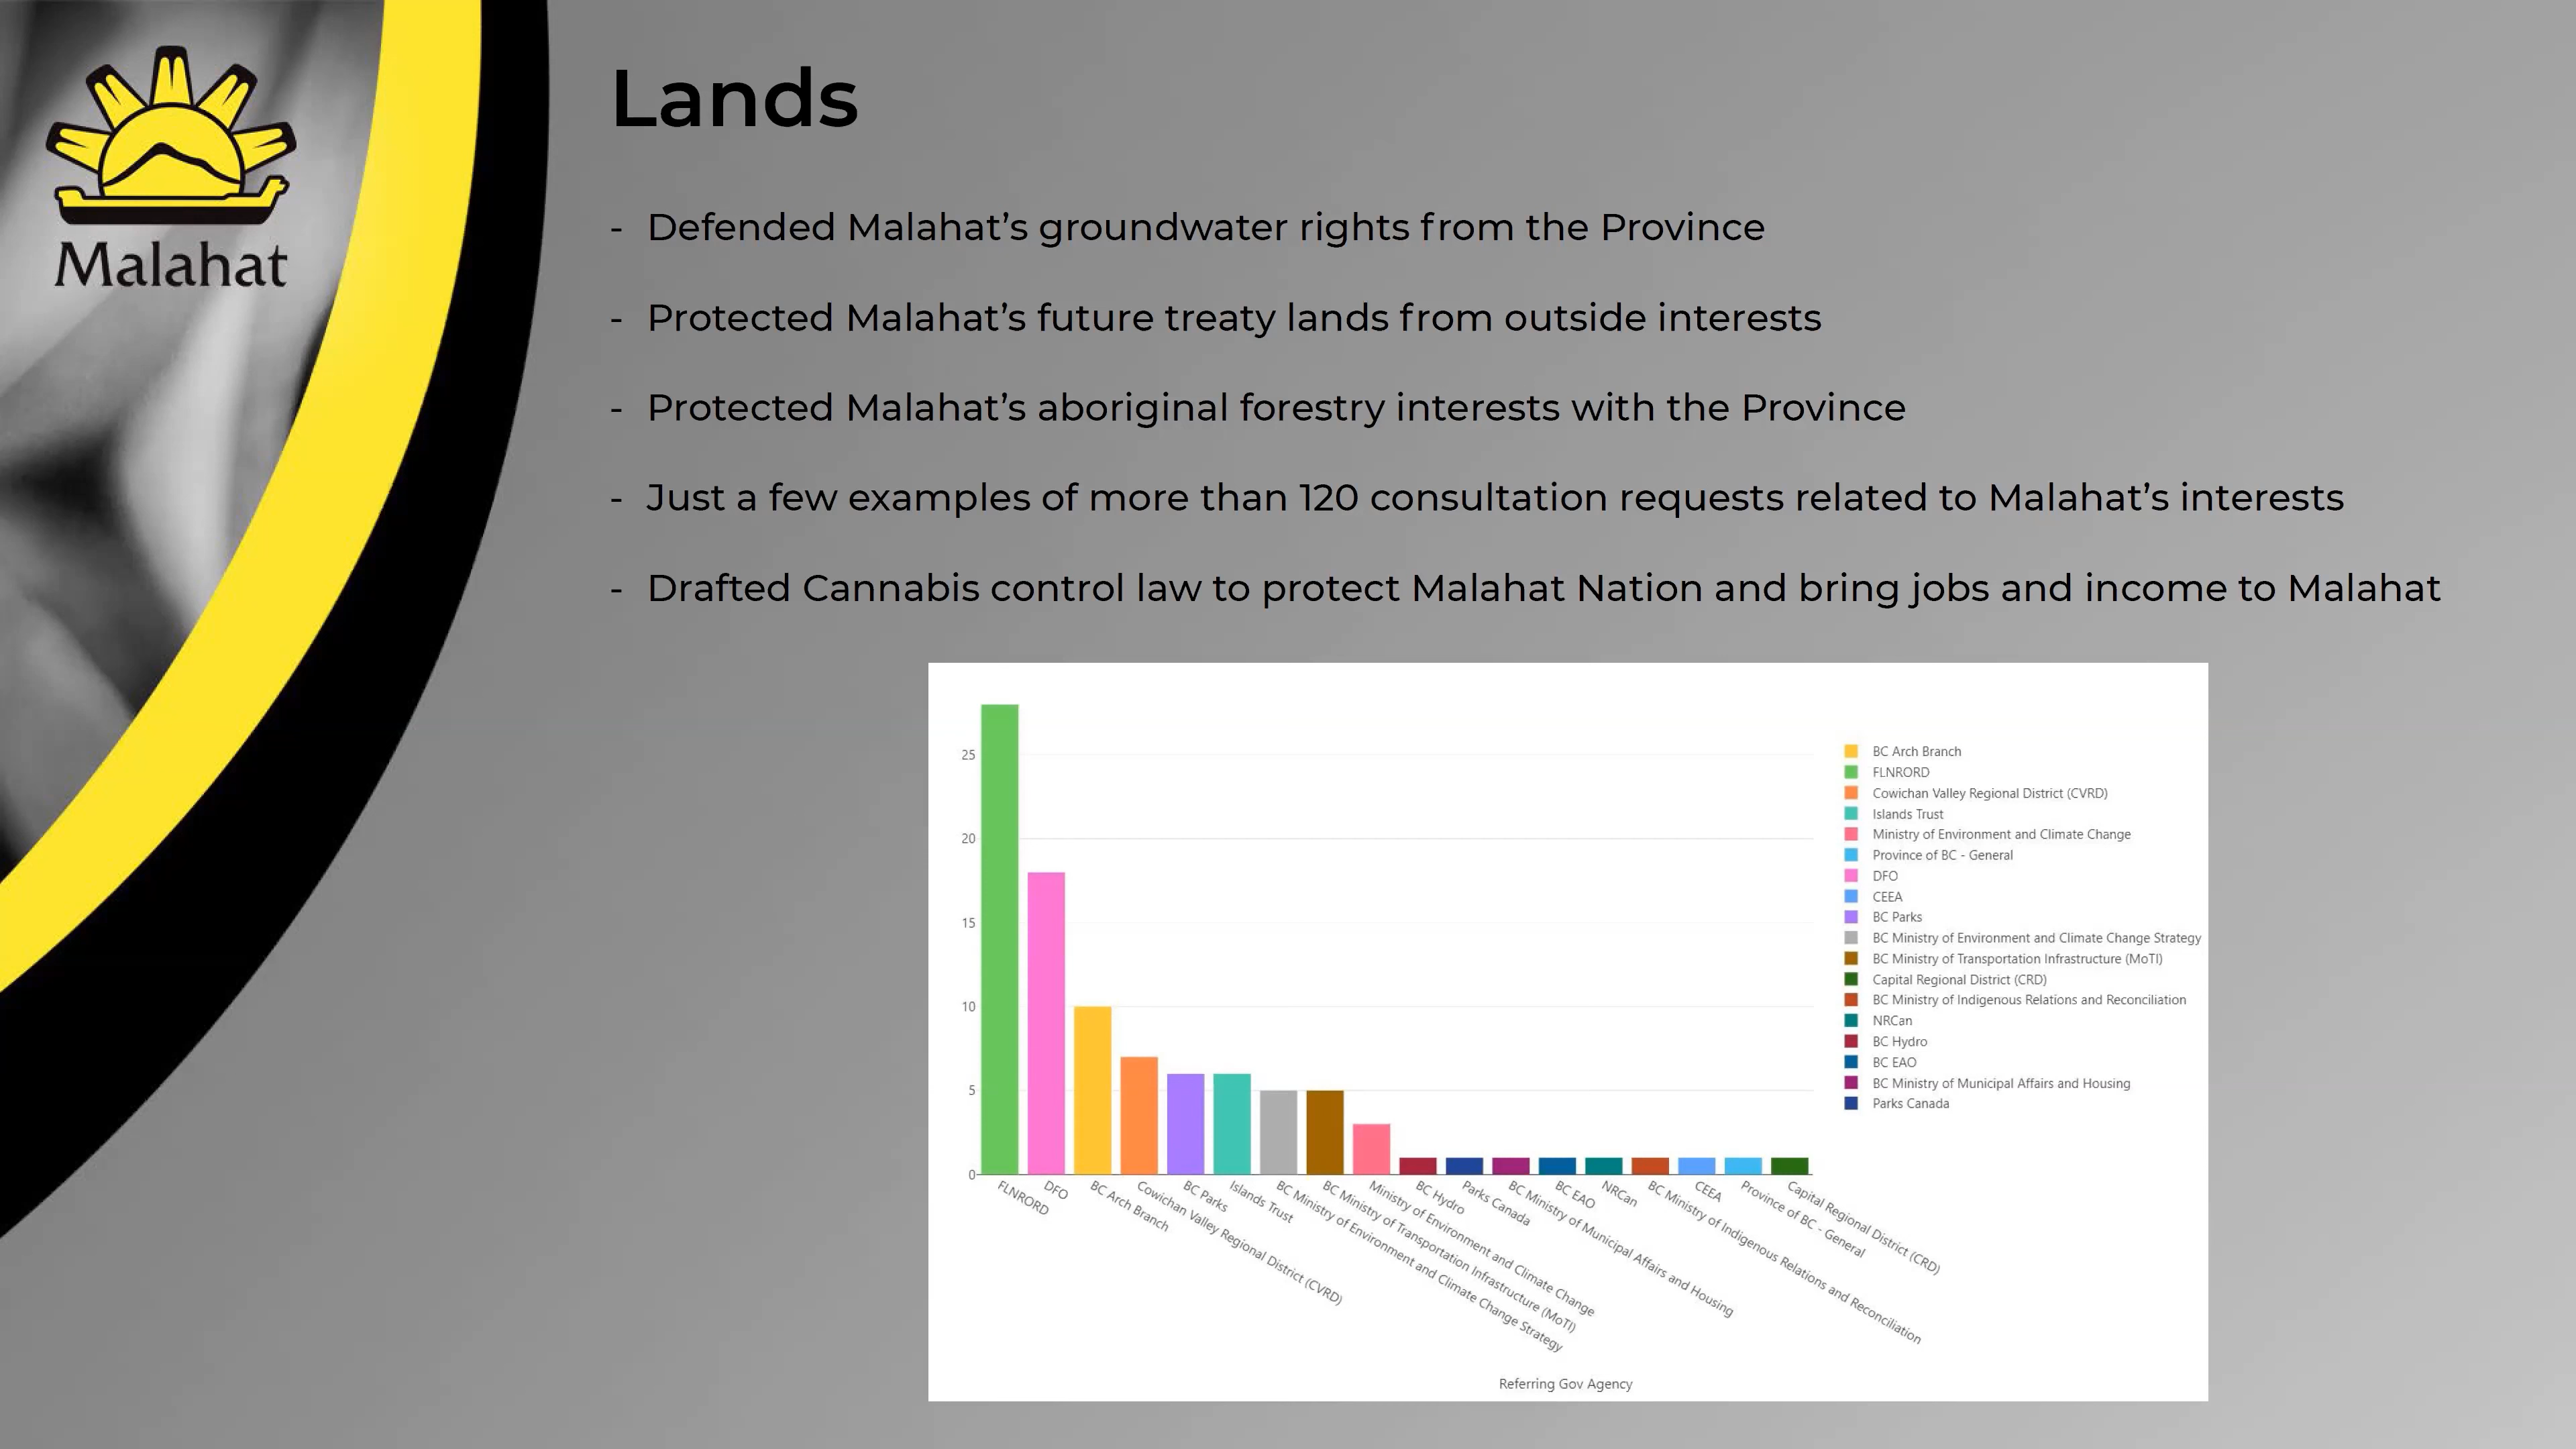 Malahat
Lands
- Defended Malahat’s groundwater rights from the Province
- Protected Malahat’s future treaty lands from outside interests
- Protected Malahat’s aboriginal forestry interests with the Province
- Just a few examples of more than 120 consultation requests related to Malahat’s interests
- Drafted Cannabis control law to protect Malahat Nation and bring jobs and income to Malahat
25
20
15
10
5
0
FLNRORD
DFO
BC Arch Branch
Cowichan Valley Regional District (CVRD)
BC Parks
Islands Trust
BC Ministry of Environment and Climate Change Strategy
BC Ministry of Transportation Infrastructure (MoTI)
Ministry of Environment and Climate Change
BC Hydro
Parks Canada
BC Ministry of Municipal Affairs and Housing
BC EAO
NRCan
BC Ministry of Indigenous Relations and Reconciliation
CEEA
Province of BC - General
Capital Regional District (CRD)
Referring Gov Agency
BC Arch Branch
FLNRORD
Cowichan Valley Regional District (CVRD)
Islands Trust
Ministry of Environment and Climate Change
Province of BC - General
DFO
CEEA
BC Parks
BC Ministry of Environment and Climate Change Strategy
BC Ministry of Transportation Infrastructure (MoTI)
Capital Regional District (CRD)
BC Ministry of Indigenous Relations and Reconciliation
NRCan
BC Hydro
BC EAO
BC Ministry of Municipal Affairs and Housing
Parks Canada